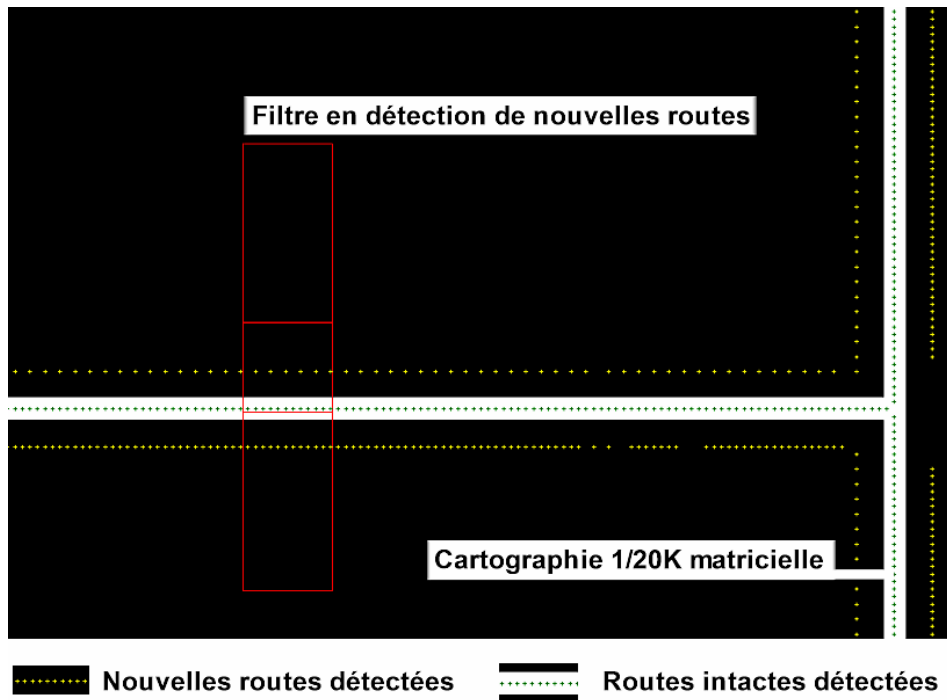 Filtre en détection de nouvelles routes
Cartographie 1/20K matricielle
Nouvelles routes détectées
Routes intactes détectées